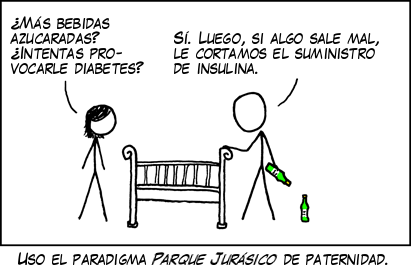 ¿MÁS BEBIDAS
AZUCARADAS?
¿INTENTAS PRO-
VOCARLE DIABETES?
SÍ. LUEGO, SI ALGO SALE MAL,
LE CORTAMOS EL SUMINISTRO
DE INSULINA.
USO EL PARADIGMA PARQUE JURÁSICO DE PATERNIDAD.